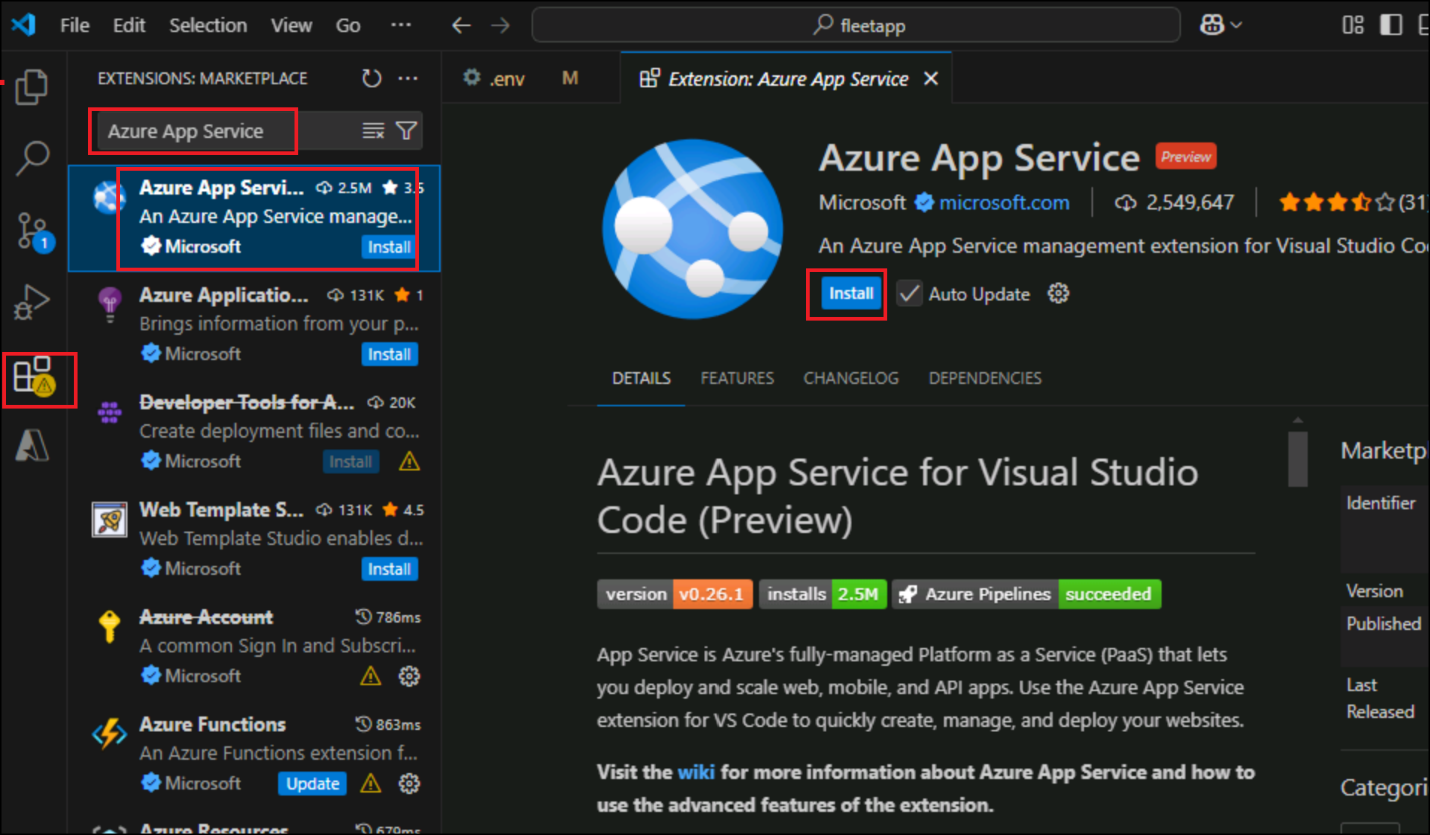 File Edit Selection View Go ···
fleetapp
EXTENSIONS: MARKETPLACE
Azure App Service
Azure App Servi... 2.5M 3.5
An Azure App Service manage...
Microsoft Install
Azure Applicatio... 131K 1
Brings information from your p...
Microsoft Install
Developer Tools for A... 20K
Create deployment files and co...
Microsoft Install
Web Template S... 131K 4.5
Web Template Studio enables d...
Microsoft Install
Azure Account 786ms
A common Sign In and Subscri...
Microsoft
Azure Functions 863ms
An Azure Functions extension f...
Microsoft Update
Azure Resources 679ms
1
.env M
Extension: Azure App Service
Azure App Service Preview
Microsoft microsoft.com 2,549,647 (31
An Azure App Service management extension for Visual Studio Co
Install Auto Update
DETAILS FEATURES CHANGELOG DEPENDENCIES
Azure App Service for Visual Studio
Code (Preview)
version v0.26.1 installs 2.5M Azure Pipelines succeeded
App Service is Azure's fully-managed Platform as a Service (PaaS) that lets
you deploy and scale web, mobile, and API apps. Use the Azure App Service
extension for VS Code to quickly create, manage, and deploy your websites.
Visit the wiki for more information about Azure App Service and how to
use the advanced features of the extension.
Marketp
Identifier
Version
Published
Last
Released
Categori